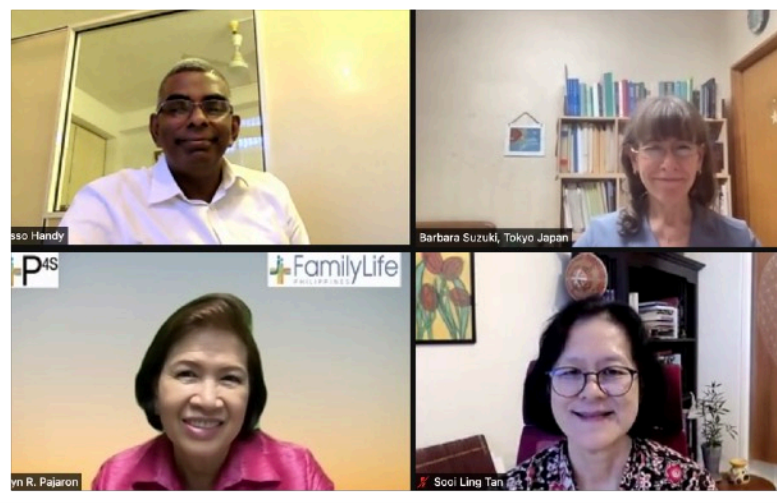 sso Handy
Barbara Suzuki, Tokyo Japan
+P4S
FamilyLife
PHILIPPINES
yn R. Pajaron
Sooi Ling Tan